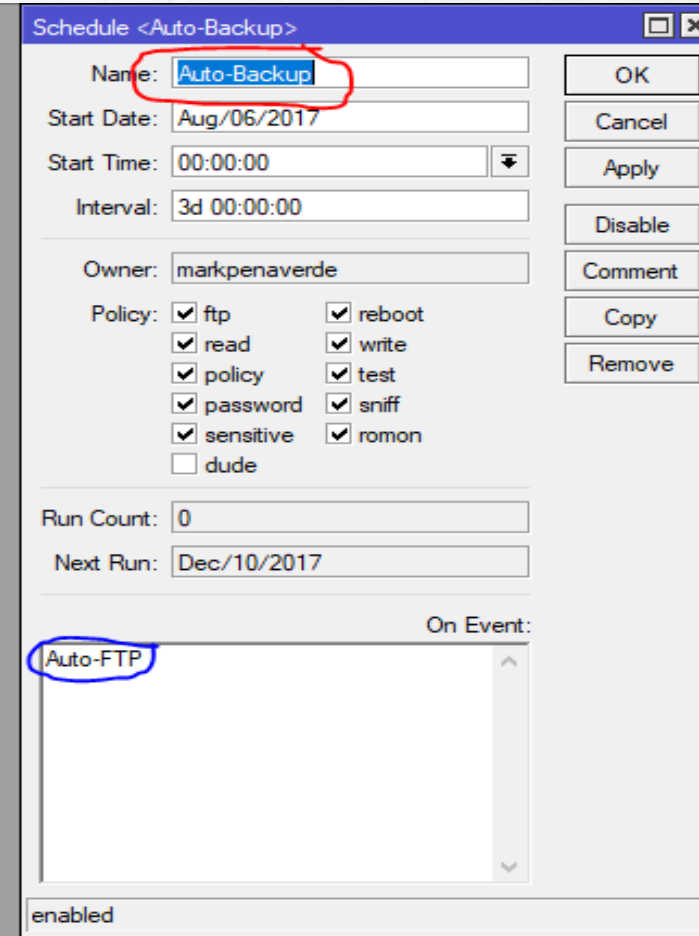 Schedule <Auto-Backup>
Name: Auto-Backup
OK
Start Date: Aug/06/2017
Cancel
Start Time: 00:00:00
Apply
Interval: 3d 00:00:00
Disable
Owner: markpenaverde
Comment
Policy: ftp reboot
Copy
read write
Remove
policy test
password sniff
sensitive romon
dude
Run Count: 0
Next Run: Dec/10/2017
On Event:
Auto-FTP
enabled